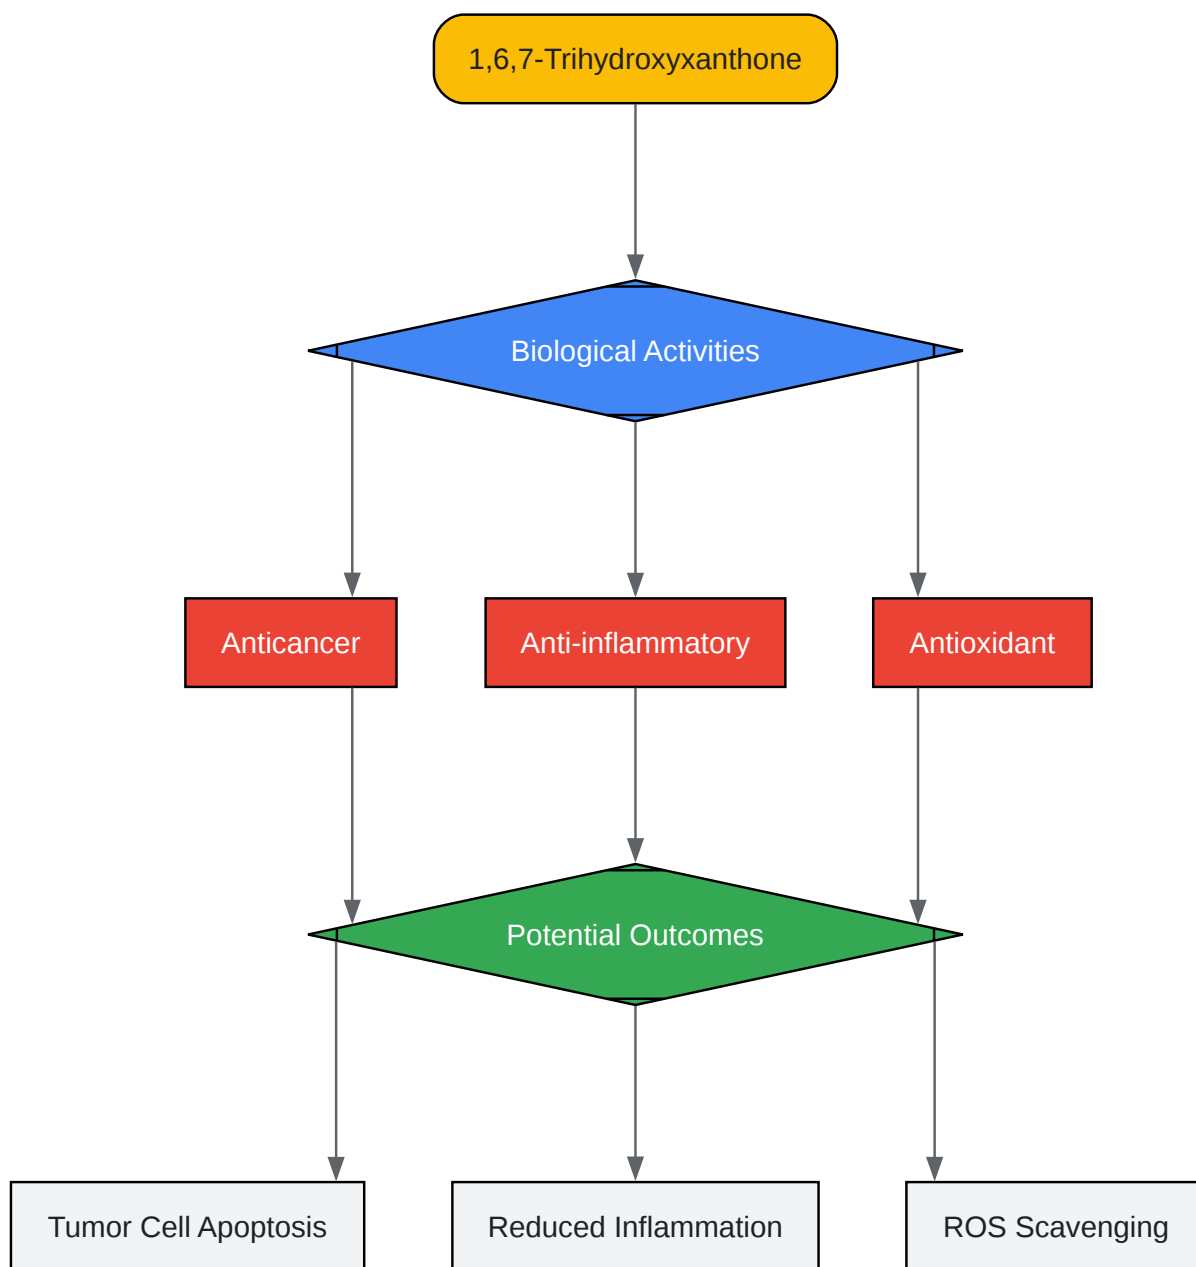 1,6,7-Trihydroxyxanthone
Biological Activities
Anticancer
Anti-inflammatory
Antioxidant
Potential Outcomes
Tumor Cell Apoptosis
Reduced Inflammation
ROS Scavenging